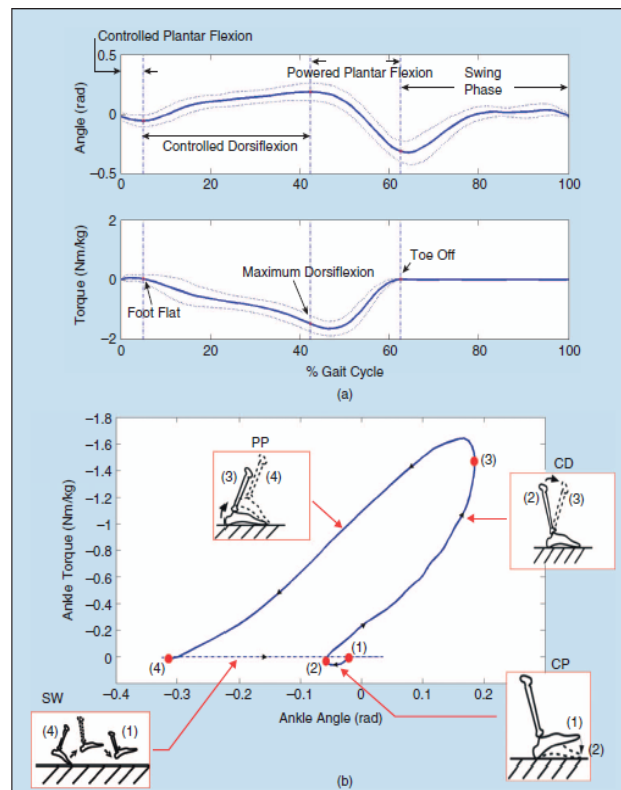 Controlled Plantar Flexion
0.5
Powered Plantar Flexion
Swing
Phase
0
Angle (rad)
Controlled Dorsiflexion
−0.5
0 20 40 60 80 100
2
Toe Off
Maximum Dorsiflexion
0
Torque (Nm/kg)
Foot Flat
−2
0 20 40 60 80 100
% Gait Cycle
(a)
−1.8
−1.6
PP
−1.4
(3)
(3) (4)
CD
−1.2
(2) (3)
−1
−0.8
−0.6
−0.4
−0.2
0
Ankle Torque (Nm/kg)
(4)
(2)
(1)
CP
−0.4 −0.3 −0.2 −0.1 0 0.1 0.2
SW
Ankle Angle (rad)
(1)
(2)
(4) (1)
(b)